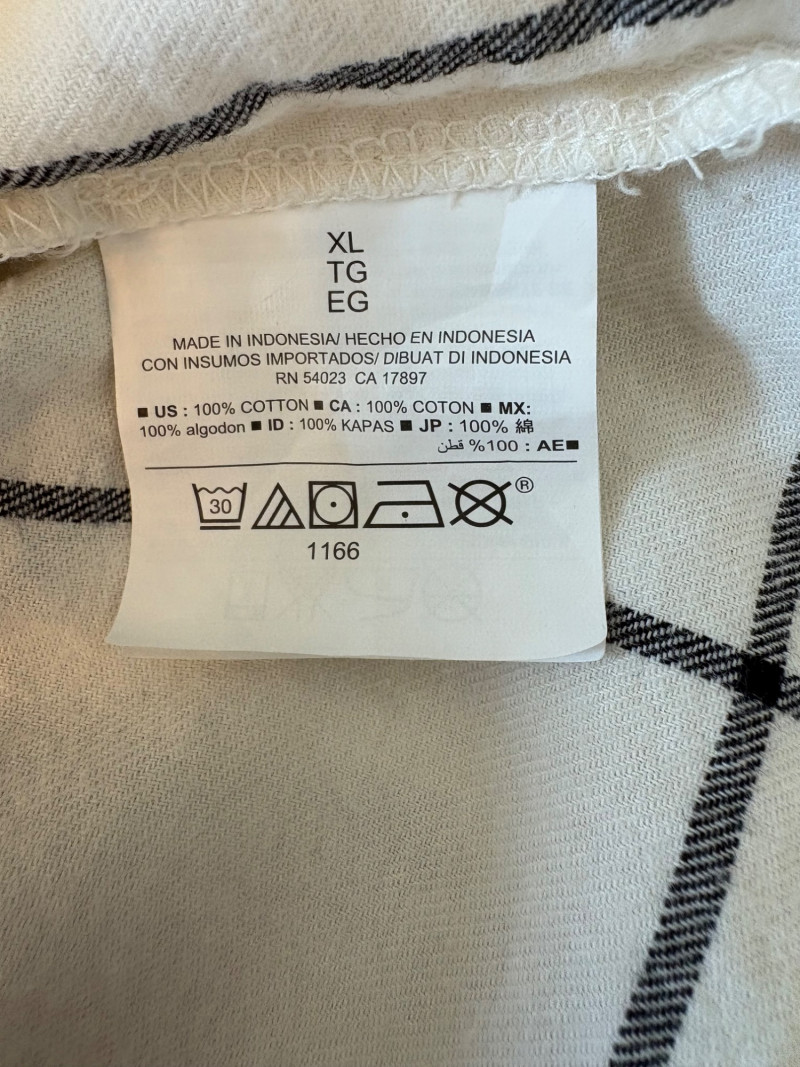 XL
TG
EG
MADE IN INDONESIA/ HECHO EN INDONESIA
CON INSUMOS IMPORTADOS/ DIBUAT DI INDONESIA
RN 54023 CA 17897
■ US : 100% COTTON ■ CA : 100% COTON ■ MX:
100% algodon ■ ID : 100% KAPAS ■ JP : 100% 綿
■AE : 100% قطن
30
®
1166